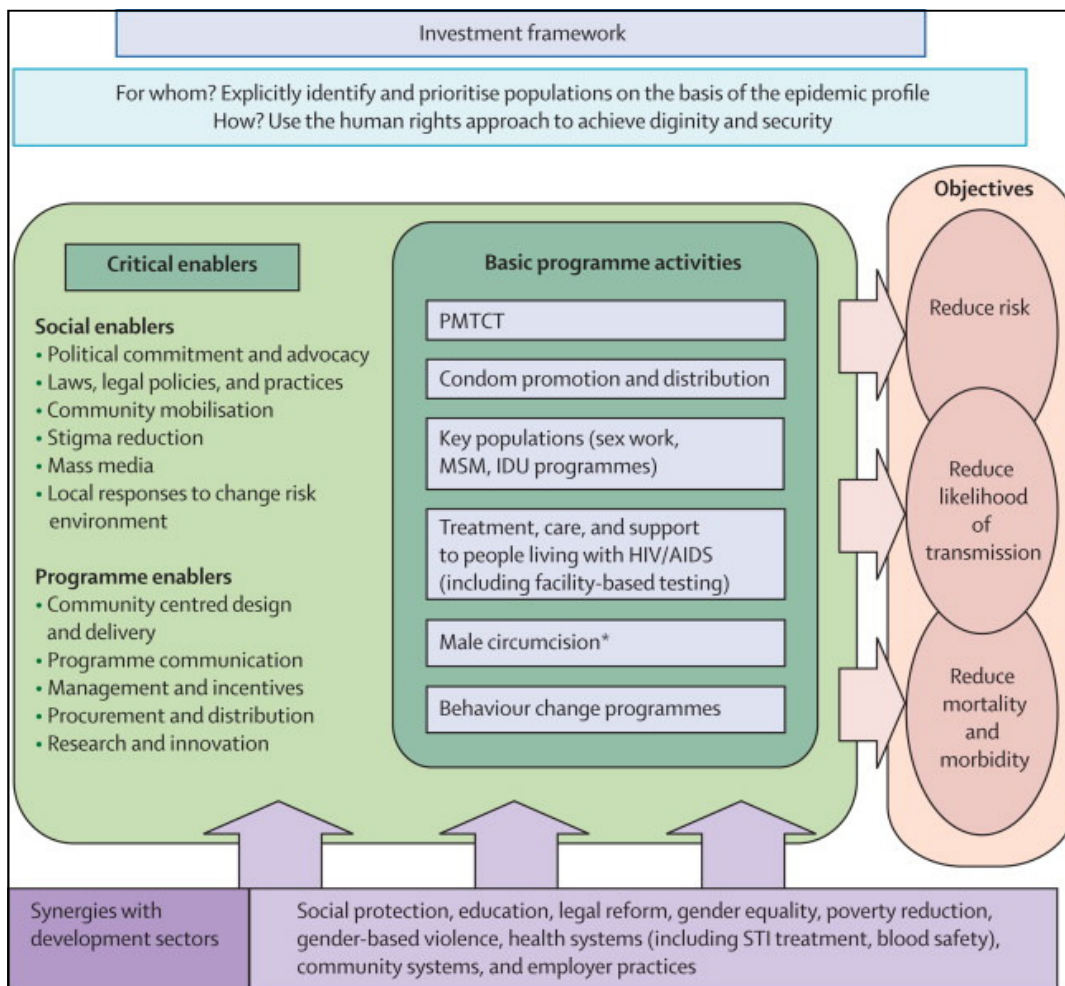 Investment framework
For whom? Explicitly identify and prioritise populations on the basis of the epidemic profile
How? Use the human rights approach to achieve diginity and security
Critical enablers
Social enablers
• Political commitment and advocacy
• Laws, legal policies, and practices
• Community mobilisation
• Stigma reduction
• Mass media
• Local responses to change risk
environment
Programme enablers
• Community centred design
and delivery
• Programme communication
• Management and incentives
• Procurement and distribution
• Research and innovation
Basic programme activities
PMTCT
Condom promotion and distribution
Key populations (sex work,
MSM, IDU programmes)
Treatment, care, and support
to people living with HIV/AIDS
(including facility-based testing)
Male circumcision*
Behaviour change programmes
Objectives
Reduce risk
Reduce
likelihood
of
transmission
Reduce
mortality
and
morbidity
Synergies with
development sectors
Social protection, education, legal reform, gender equality, poverty reduction,
gender-based violence, health systems (including STI treatment, blood safety),
community systems, and employer practices